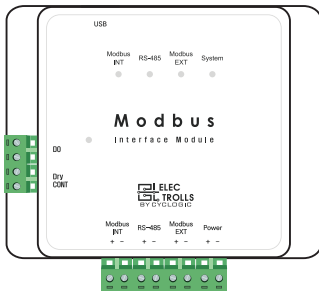 USB
Modbus INT RS-485 Modbus EXT System
Modbus
Interface Module
DO
Dry CONT
ELEC TROLLS
BY CYCLOGIC
Modbus INT RS-485 Modbus EXT Power
+ - + - + - + -